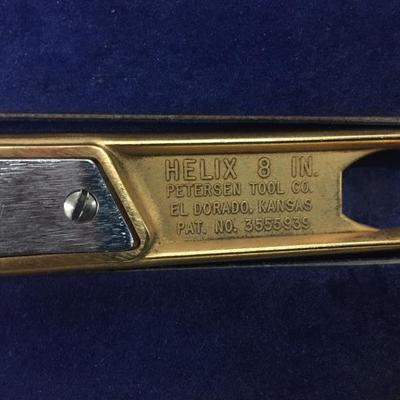 HELIX 8 IN.
PETERSEN TOOL CO.
EL DORADO, KANSAS
PAT. NO. 3555939